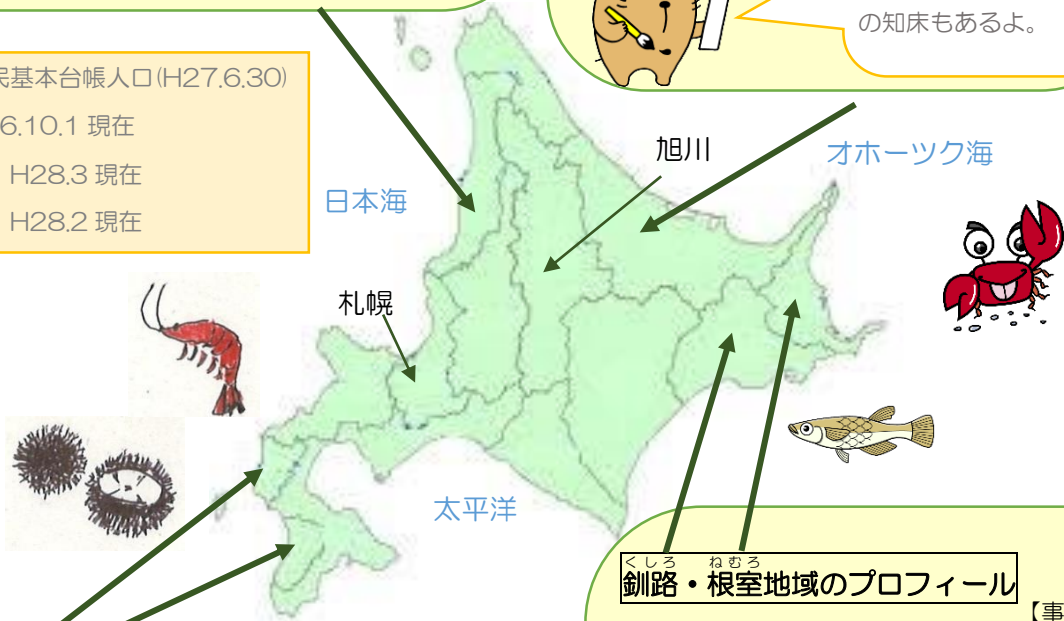 の知床もあるよ。
民基本台帳人口(H27.6.30)
6.10.1 現在
H28.3 現在
H28.2 現在
旭川
オホーツク海
日本海
札幌
太平洋
くしろ ねむろ
釧路・根室地域のプロフィール
【事